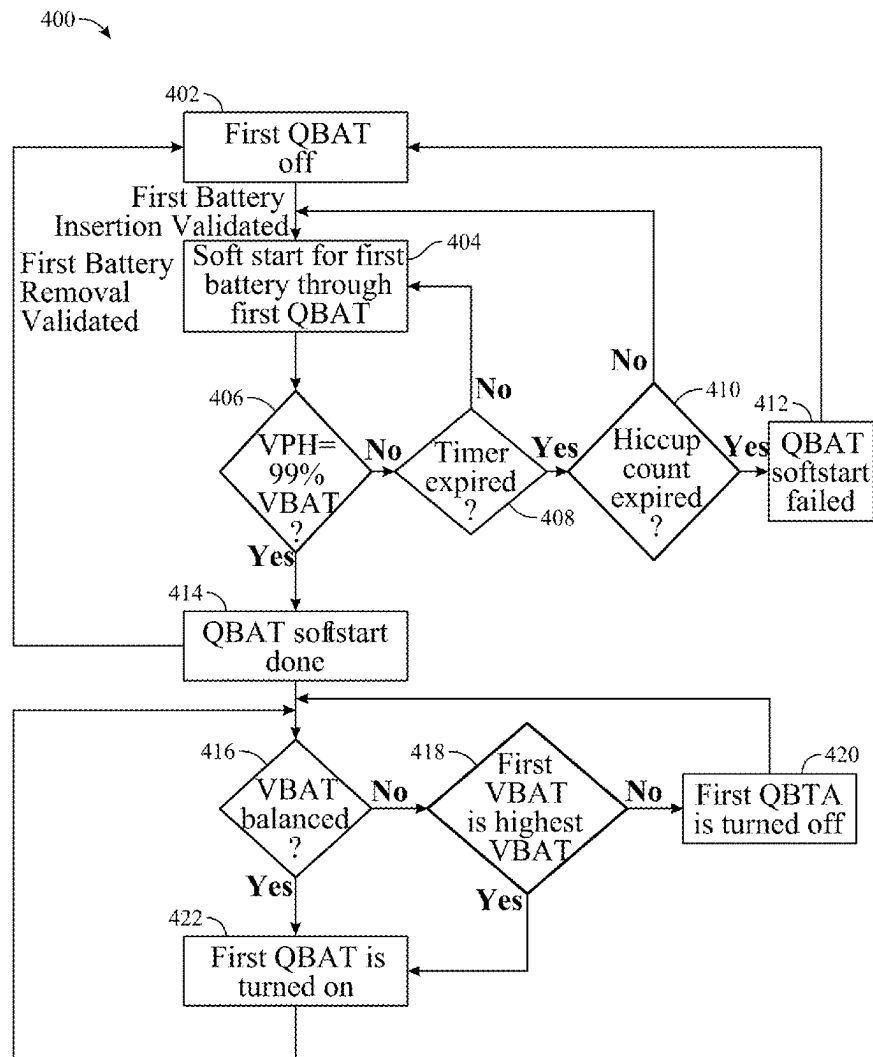 400
402
First QBAT
off
First Battery
Insertion Validated
404
Soft start for first
battery through
first QBAT
First Battery
Removal
Validated
406
VPH=
99%
VBAT
?
No
Yes
Timer
expired
?
408
No
Yes
410
Hiccup
count
expired
?
No
Yes
412
QBAT
softstart
failed
414
QBAT softstart
done
416
VBAT
balanced
?
No
Yes
418
First
VBAT
is highest
VBAT
No
Yes
420
First QBTA
is turned off
422
First QBAT is
turned on